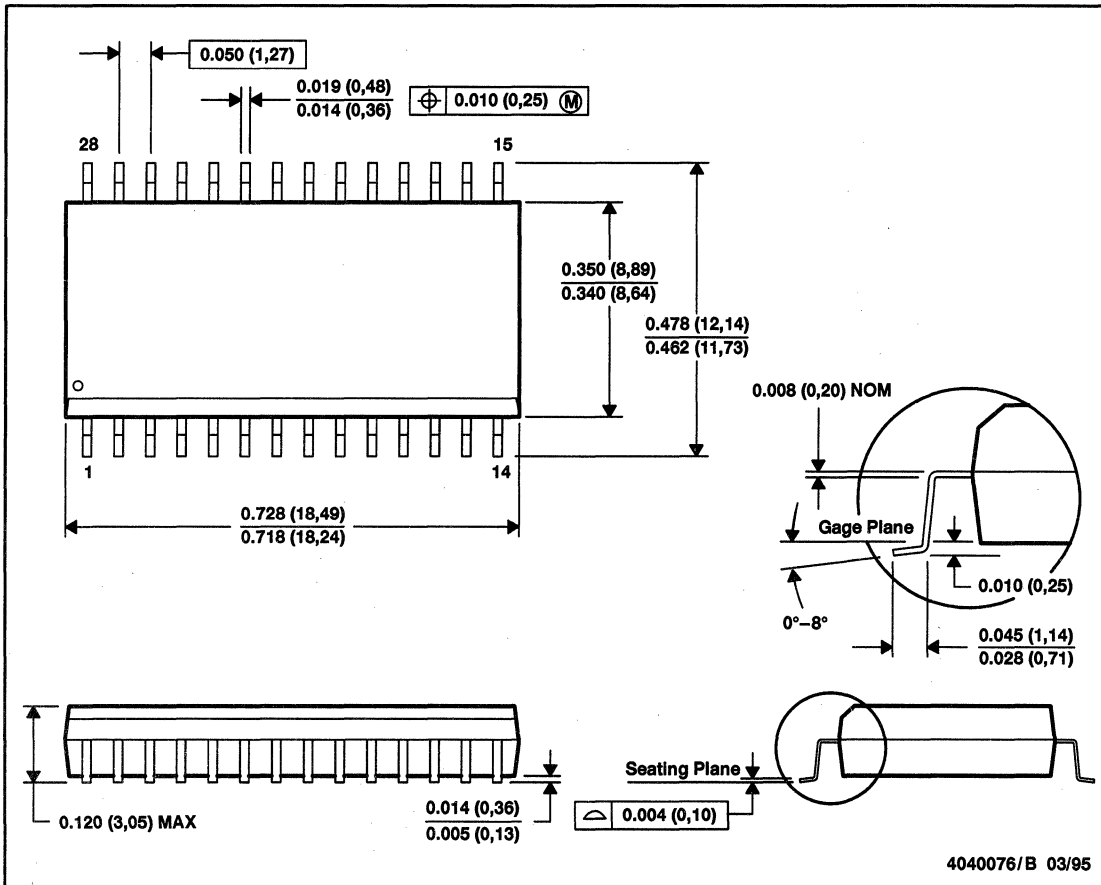 0.050 (1,27)
0.019 (0,48)
0.014 (0,36)
⌖ 0.010 (0,25) Ⓜ
28
15
0.350 (8,89)
0.340 (8,64)
0.478 (12,14)
0.462 (11,73)
0.008 (0,20) NOM
1
14
0.728 (18,49)
0.718 (18,24)
Gage Plane
0.010 (0,25)
0°–8°
0.045 (1,14)
0.028 (0,71)
Seating Plane
0.120 (3,05) MAX
0.014 (0,36)
0.005 (0,13)
⌓ 0.004 (0,10)
4040076/B 03/95